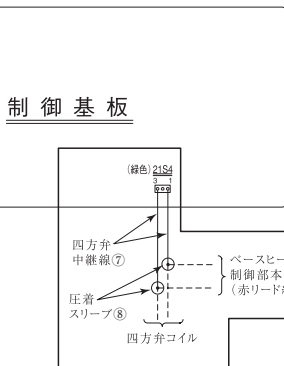 制御基板
(緑色) 21S4
3 1
四方弁
中継線⑦
ベースヒー
制御部本
(赤リード
圧着
スリーブ⑧
四方弁コイル